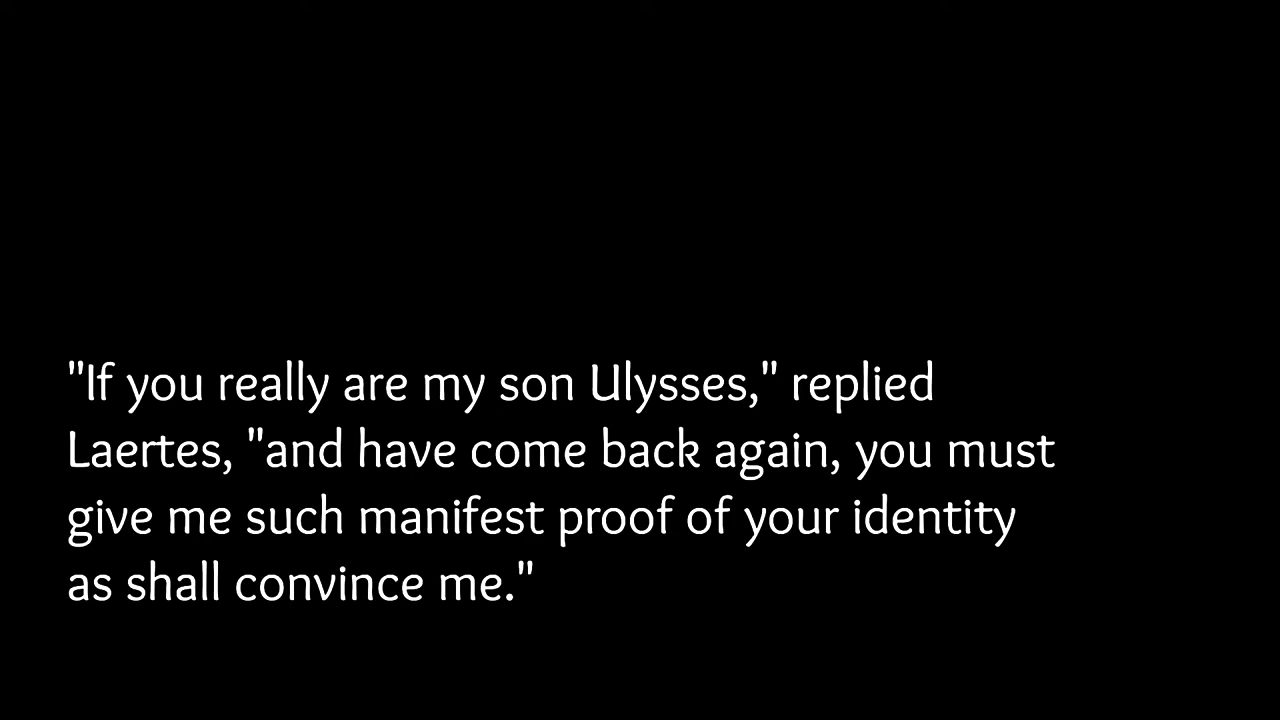 "If you really are my son Ulysses," replied
Laertes, "and have come back again, you must
give me such manifest proof of your identity
as shall convince me."